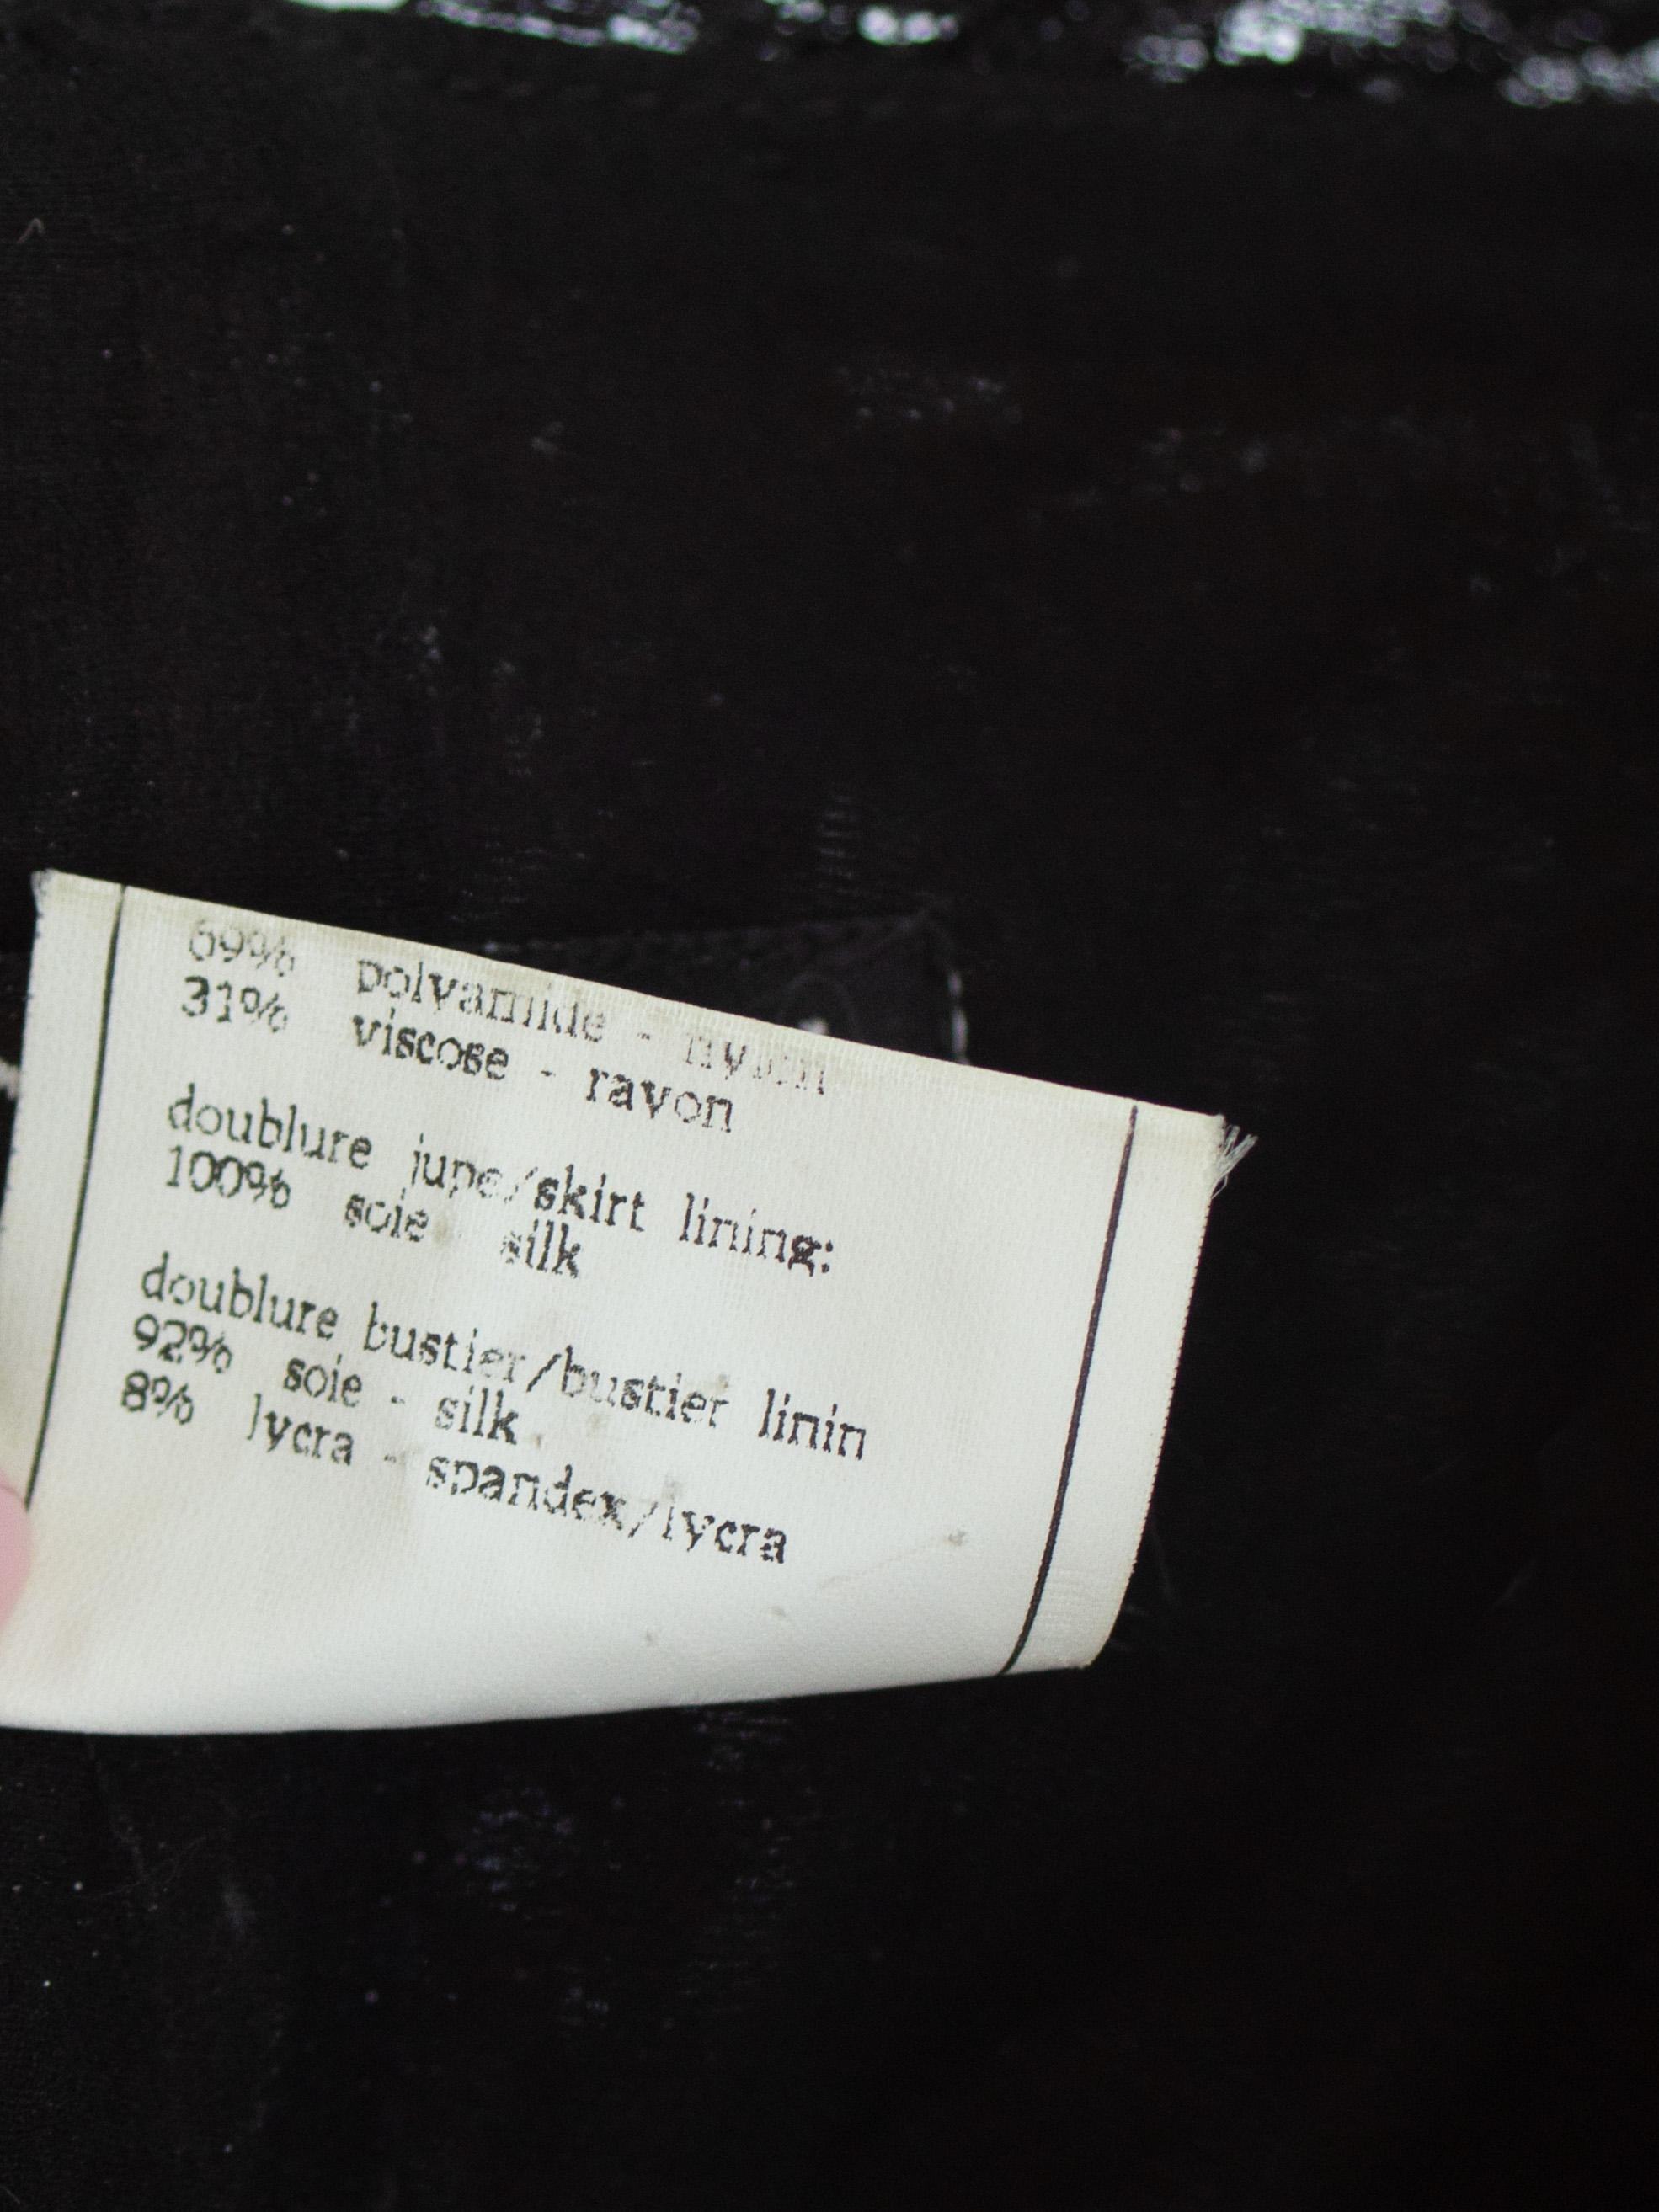 69% polyamide - nylon
31% viscose - rayon
doublure jupe/skirt lining:
100% soie - silk
doublure bustier/bustier linin
92% soie - silk
8% lycra - spandex/lycra